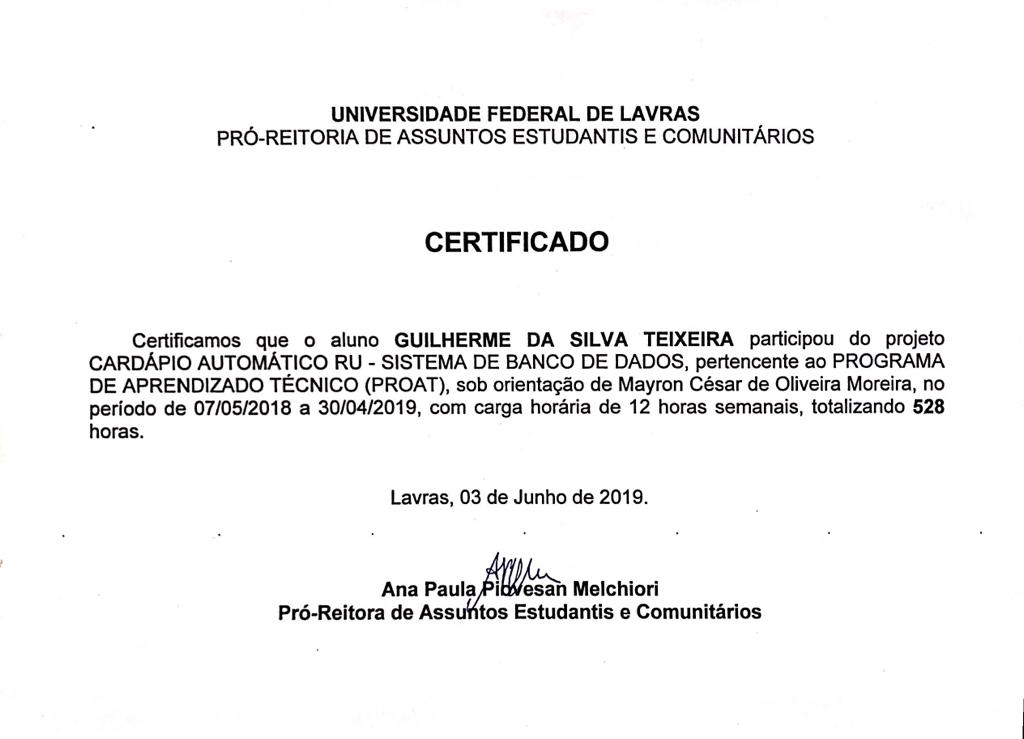 UNIVERSIDADE FEDERAL DE LAVRAS
PRÓ-REITORIA DE ASSUNTOS ESTUDANTIS E COMUNITÁRIOS
CERTIFICADO
Certificamos que o aluno GUILHERME DA SILVA TEIXEIRA participou do projeto
CARDÁPIO AUTOMÁTICO RU - SISTEMA DE BANCO DE DADOS, pertencente ao PROGRAMA
DE APRENDIZADO TÉCNICO (PROAT), sob orientação de Mayron César de Oliveira Moreira, no
período de 07/05/2018 a 30/04/2019, com carga horária de 12 horas semanais, totalizando 528
horas.
Lavras, 03 de Junho de 2019.
Ana Paula Piovesan Melchiori
Pró-Reitora de Assuntos Estudantis e Comunitários